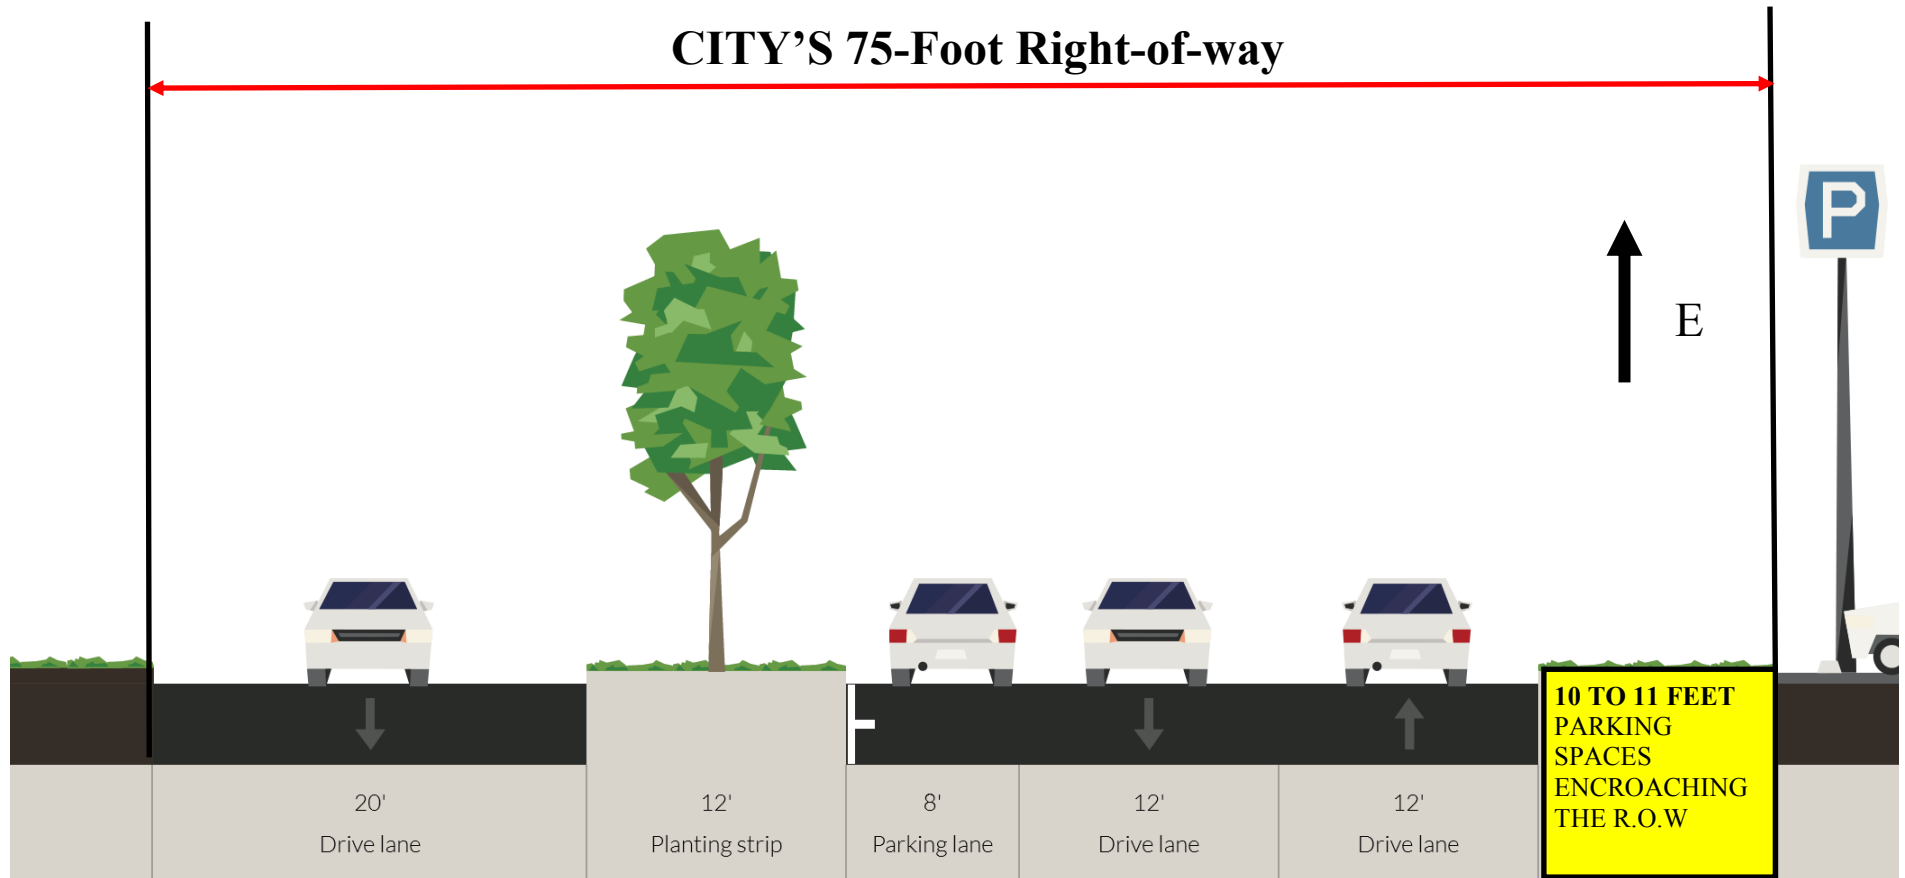 CITY'S 75-Foot Right-of-way
P
E
10 TO 11 FEET
PARKING
SPACES
ENCROACHING
THE R.O.W
20'
12'
8'
12'
12'
Drive lane
Planting strip
Parking lane
Drive lane
Drive lane